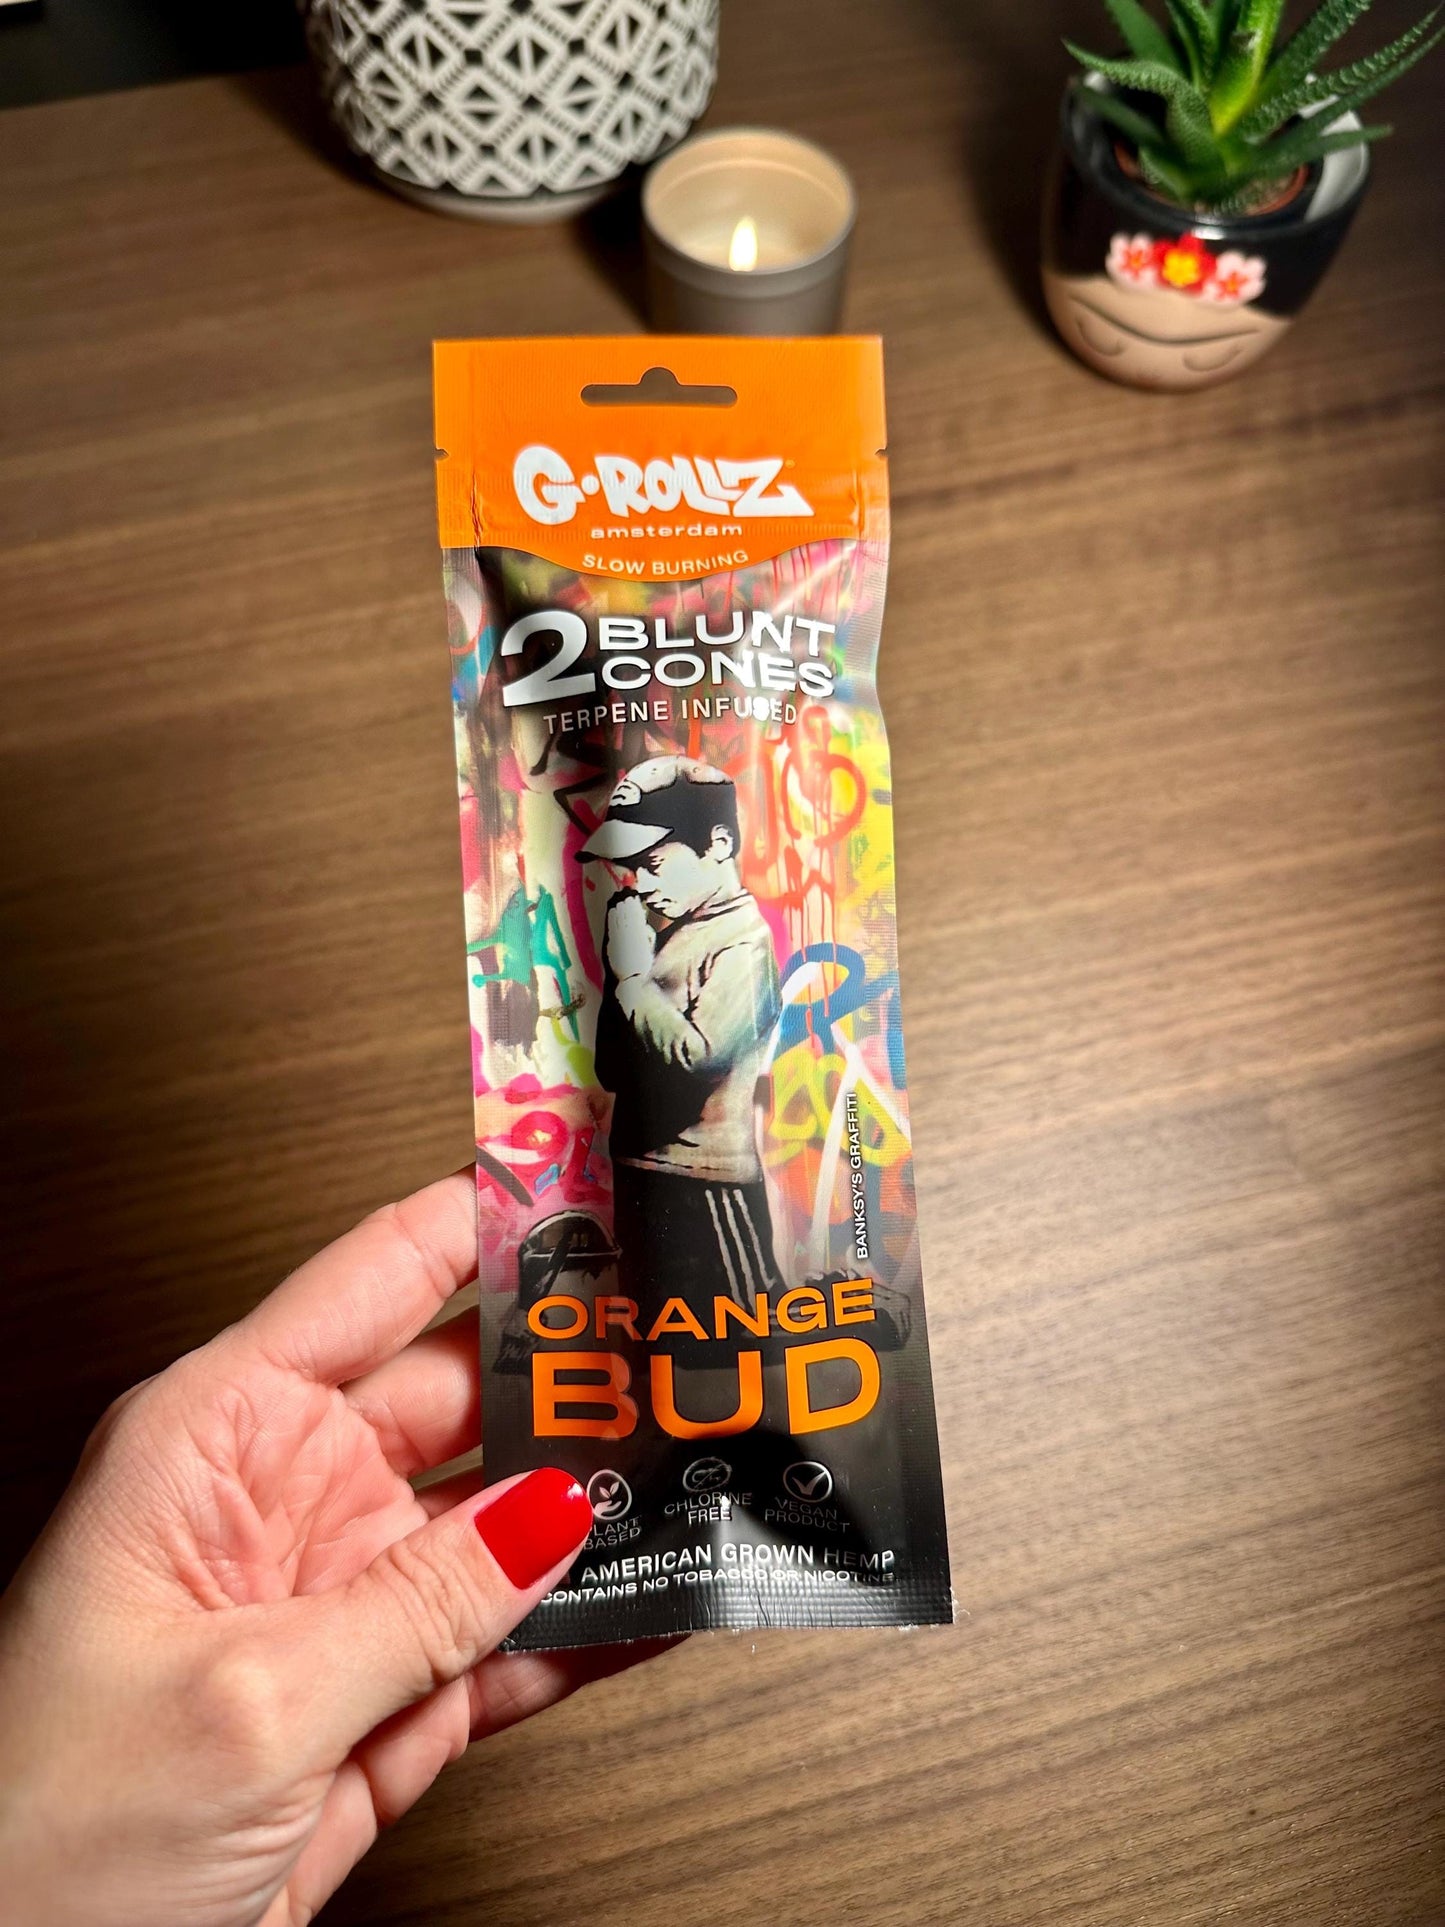 G·ROLLZ
amsterdam
SLOW BURNING
2 BLUNT
CONES
TERPENE INFUSED
BANKSY'S GRAFFITI
ORANGE
BUD
PLANT
BASED
CHLORINE
FREE
VEGAN
PRODUCT
AMERICAN GROWN HEMP
CONTAINS NO TOBACCO OR NICOTINE